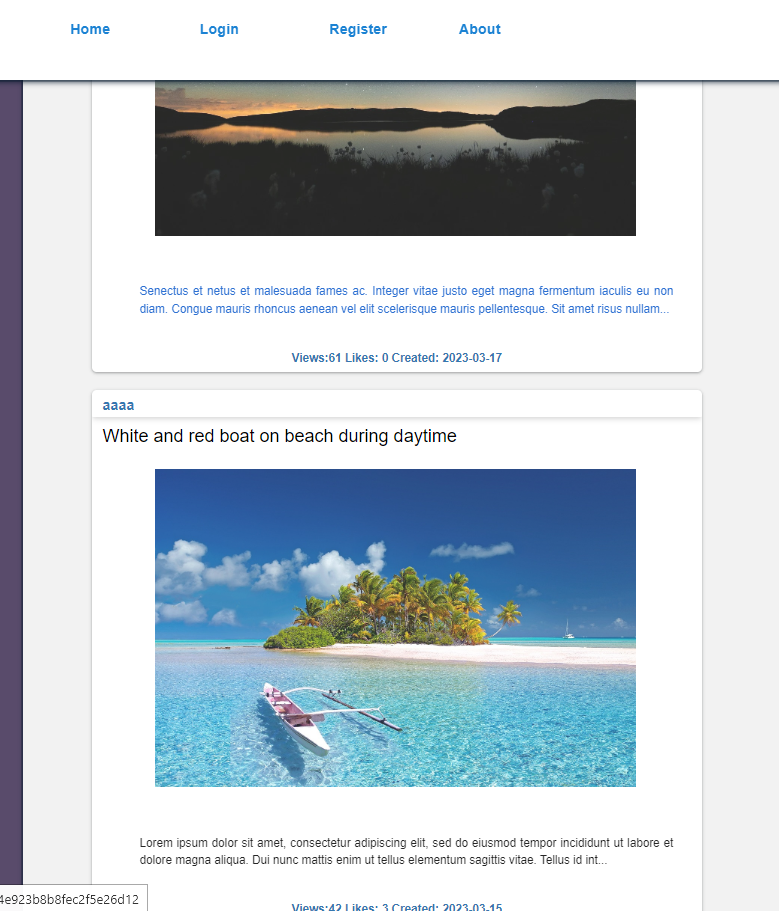 Home Login Register About
Senectus et netus et malesuada fames ac. Integer vitae justo eget magna fermentum iaculis eu non
diam. Congue mauris rhoncus aenean vel elit scelerisque mauris pellentesque. Sit amet risus nullam...
Views:61 Likes: 0 Created: 2023-03-17
aaaa
White and red boat on beach during daytime
Lorem ipsum dolor sit amet, consectetur adipiscing elit, sed do eiusmod tempor incididunt ut labore et
dolore magna aliqua. Dui nunc mattis enim ut tellus elementum sagittis vitae. Tellus id int...
4e923b8b8fec2f5e26d12
Views:42 Likes: 3 Created: 2023-03-15